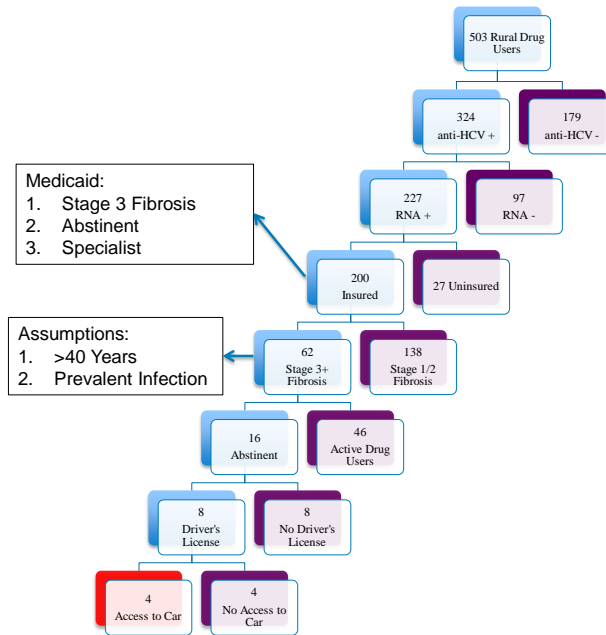 503 Rural Drug
Users
324
anti-HCV +
179
anti-HCV -
227
RNA +
97
RNA -
Medicaid:
1. Stage 3 Fibrosis
2. Abstinent
3. Specialist
200
Insured
27 Uninsured
Assumptions:
1. >40 Years
2. Prevalent Infection
62
Stage 3+
Fibrosis
138
Stage 1/2
Fibrosis
16
Abstinent
46
Active Drug
Users
8
Driver's
License
8
No Driver's
License
4
Access to Car
4
No Access to
Car